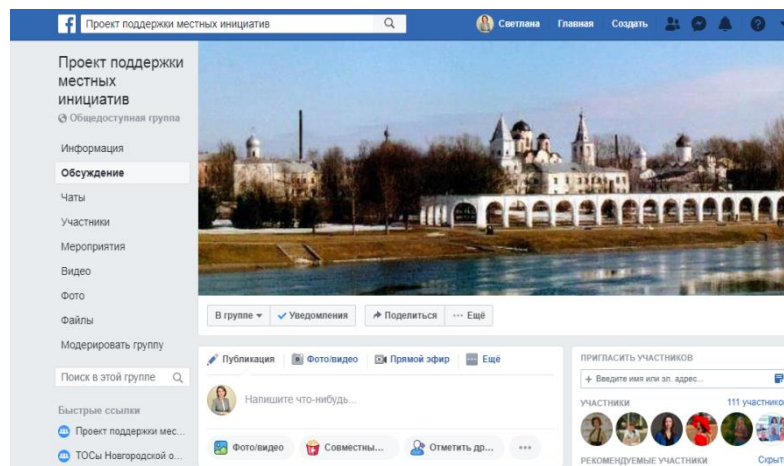 Проект поддержки местных инициатив
Светлана
Главная
Создать
Проект поддержки
местных
инициатив
Общедоступная группа
Информация
Обсуждение
Чаты
Участники
Мероприятия
Видео
Фото
Файлы
Модерировать группу
Поиск в этой группе
Быстрые ссылки
Проект поддержки мес...
ТОСы Новгородской о...
В группе
Уведомления
Поделиться
Ещё
Публикация
Фото/видео
Прямой эфир
Ещё
Напишите что-нибудь...
Фото/видео
Совместны...
Отметить др...
ПРИГЛАСИТЬ УЧАСТНИКОВ
Введите имя или эл. адрес...
УЧАСТНИКИ
111 участнико
РЕКОМЕНДУЕМЫЕ УЧАСТНИКИ
Скрыт